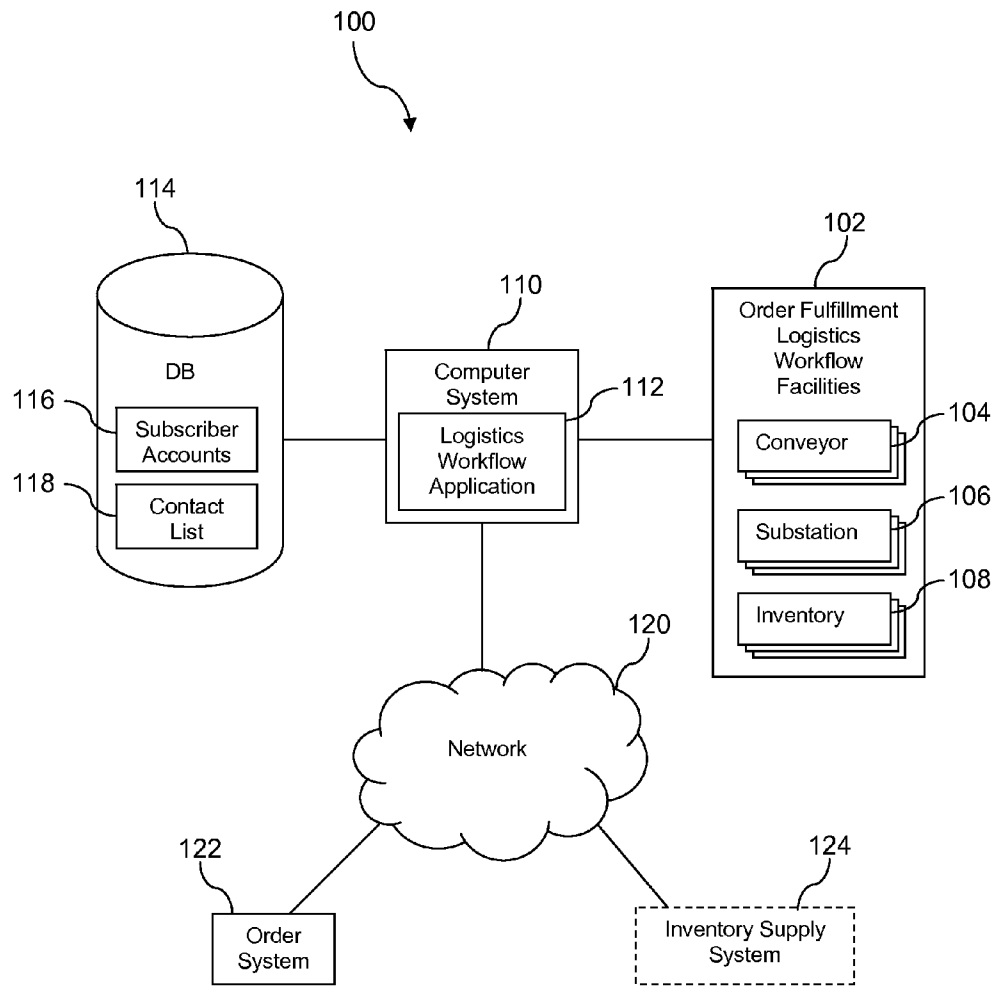 100
114
102
110
Order Fulfillment
Logistics
Workflow
Facilities
DB
Computer
System
112
116
Subscriber
Accounts
Logistics
Workflow
Application
Conveyor
104
118
Contact
List
Substation
106
Inventory
108
120
Network
122
124
Order
System
Inventory Supply
System